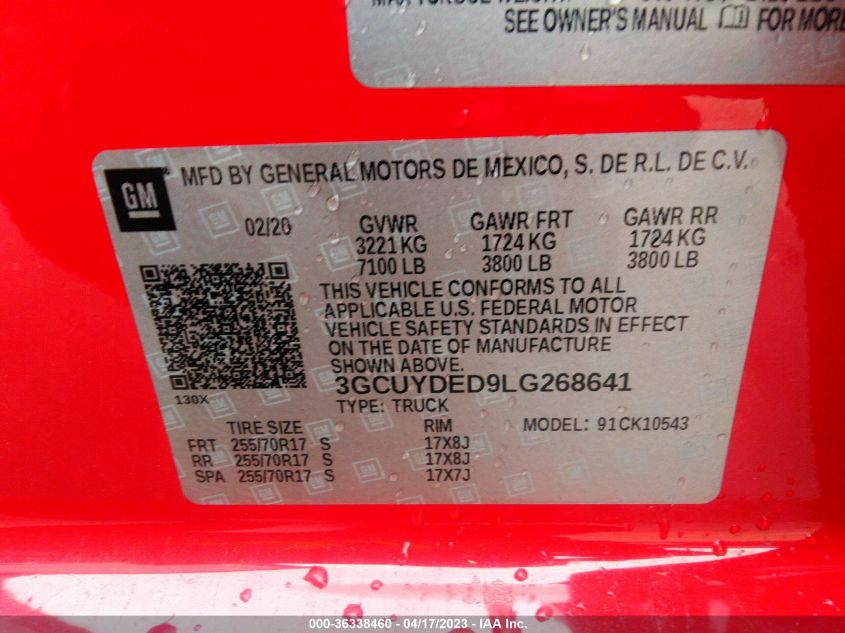 SEE OWNER'S MANUAL FOR MORE
GM
MFD BY GENERAL MOTORS DE MEXICO, S. DE R.L. DE C.V.
02/20 GVWR GAWR FRT GAWR RR
3221 KG 1724 KG 1724 KG
7100 LB 3800 LB 3800 LB
THIS VEHICLE CONFORMS TO ALL
APPLICABLE U.S. FEDERAL MOTOR
VEHICLE SAFETY STANDARDS IN EFFECT
ON THE DATE OF MANUFACTURE
SHOWN ABOVE.
130X
3GCUYDED9LG268641
TYPE: TRUCK
TIRE SIZE RIM MODEL: 91CK10543
FRT 255/70R17 S 17X8J
RR 255/70R17 S 17X8J
SPA 255/70R17 S 17X7J
000-36338460 - 04/17/2023 - IAA Inc.